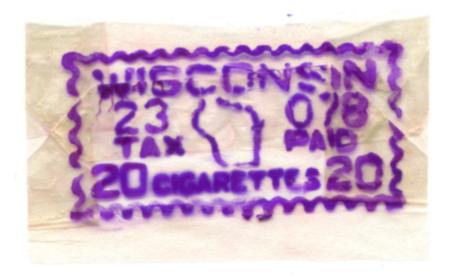 WISCONSIN
23 078
TAX PAID
20 CIGARETTES 20